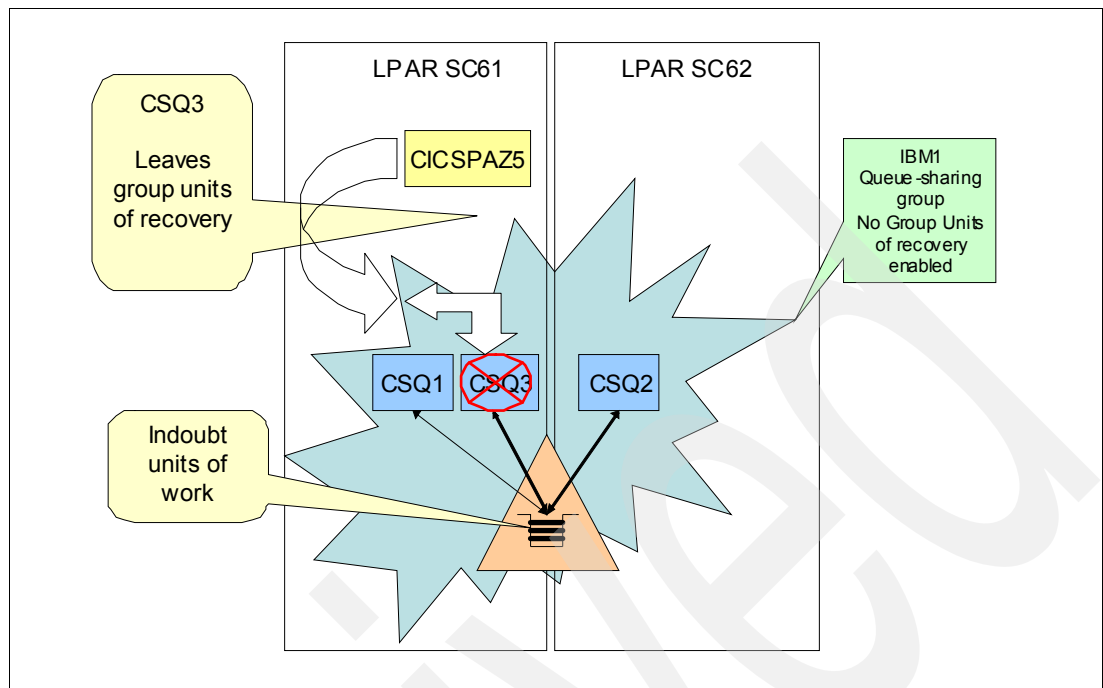 LPAR SC61
LPAR SC62
CSQ3
Leaves
group units
of recovery
CICSPAZ5
IBM1
Queue-sharing
group
No Group Units
of recovery
enabled
CSQ1
CSQ3
CSQ2
Indoubt
units of
work